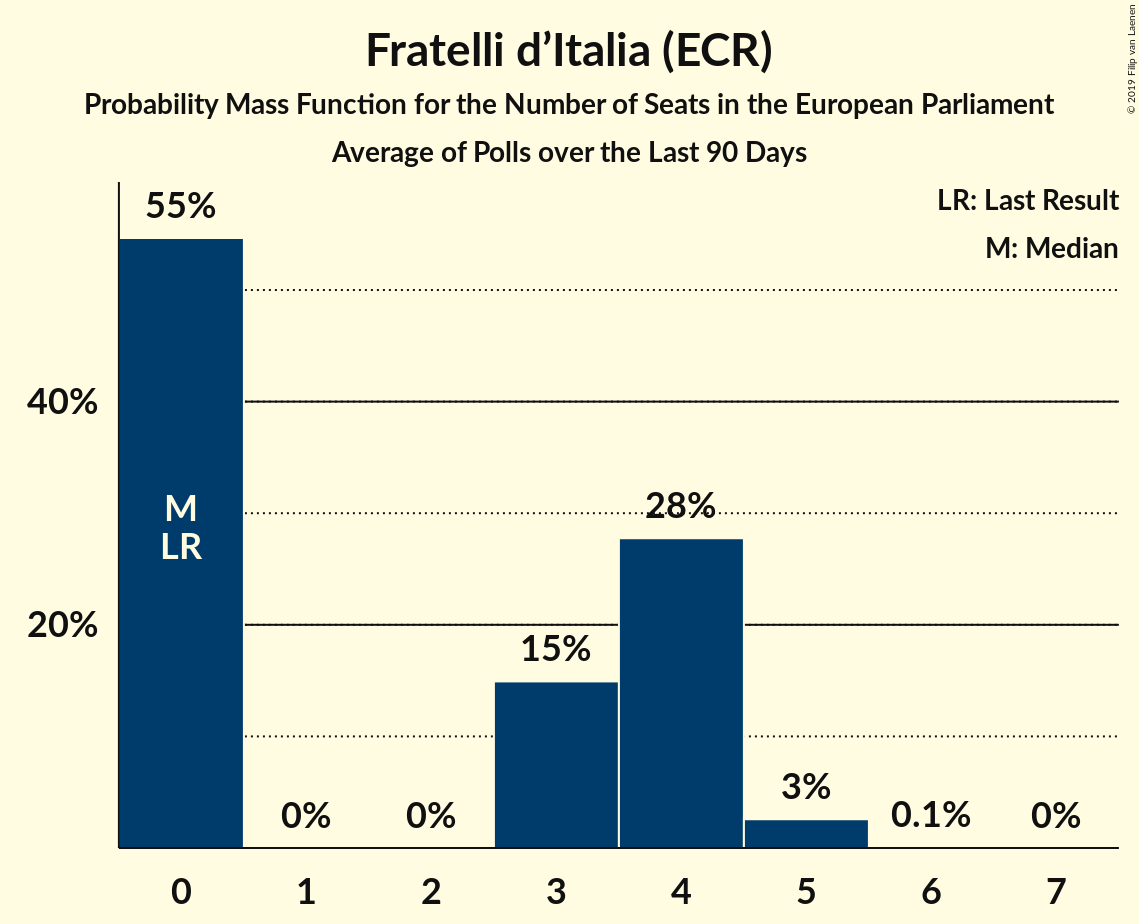 Fratelli d’Italia (ECR)
Probability Mass Function for the Number of Seats in the European Parliament
Average of Polls over the Last 90 Days
© 2019 Filip van Laenen
LR: Last Result
M: Median
55%
40%
M
LR
28%
20%
15%
3%
0%
0%
0.1%
0%
0
1
2
3
4
5
6
7